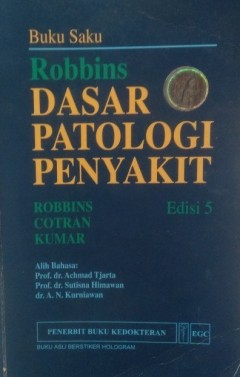 Buku Saku
Robbins
DASAR
PATOLOGI
PENYAKIT
ROBBINS
COTRAN
KUMAR
Edisi 5
Alih Bahasa:
Prof. dr. Achmad Tjarta
Prof. dr. Sutisna Himawan
dr. A. N. Kurniawan
PENERBIT BUKU KEDOKTERAN
EGC
BUKU ASLI BERSTIKER HOLOGRAM